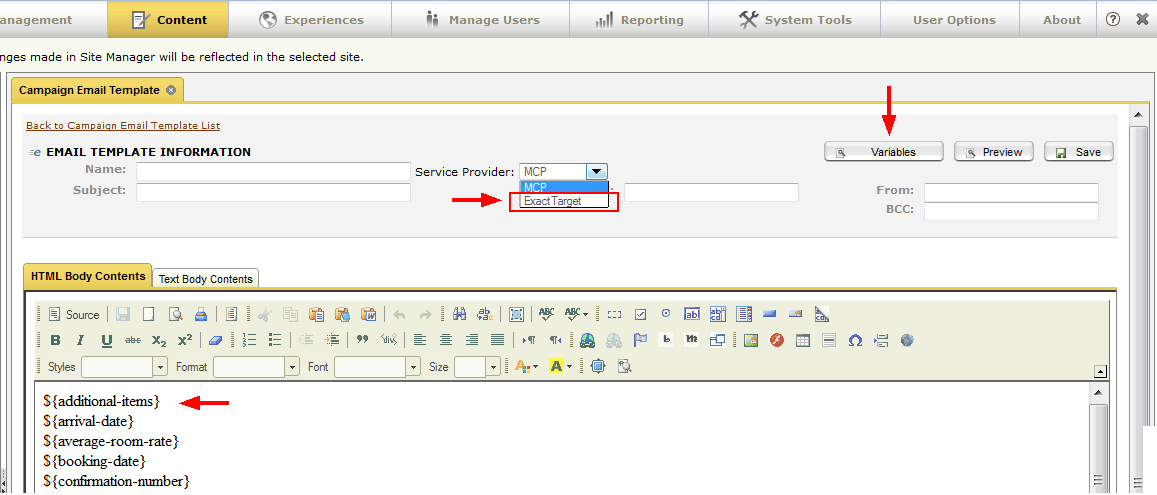 anagement Content Experiences Manage Users Reporting System Tools User Options About
nges made in Site Manager will be reflected in the selected site.
Campaign Email Template
Back to Campaign Email Template List
EMAIL TEMPLATE INFORMATION
Variables Preview Save
Name: Service Provider: MCP
Subject: MCP From:
ExactTarget
BCC:
HTML Body Contents Text Body Contents
Source
B I U abc X2 X2
Styles Format Font Size
${additional-items}
${arrival-date}
${average-room-rate}
${booking-date}
${confirmation-number}